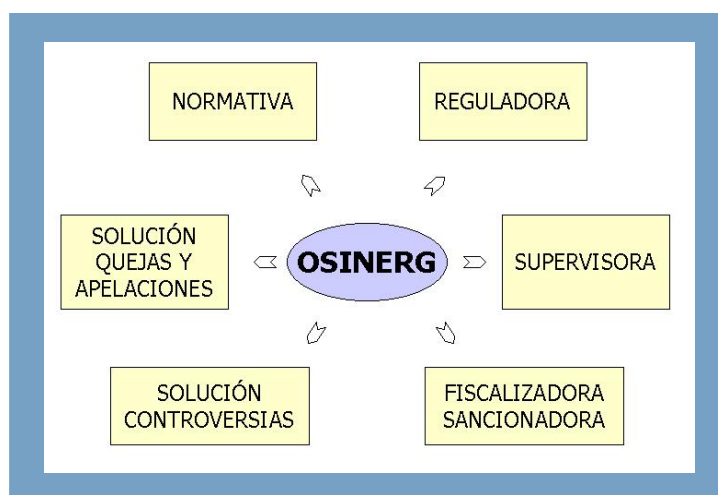 NORMATIVA
REGULADORA
SOLUCIÓN
QUEJAS Y
APELACIONES
OSINERG
SUPERVISORA
SOLUCIÓN
CONTROVERSIAS
FISCALIZADORA
SANCIONADORA